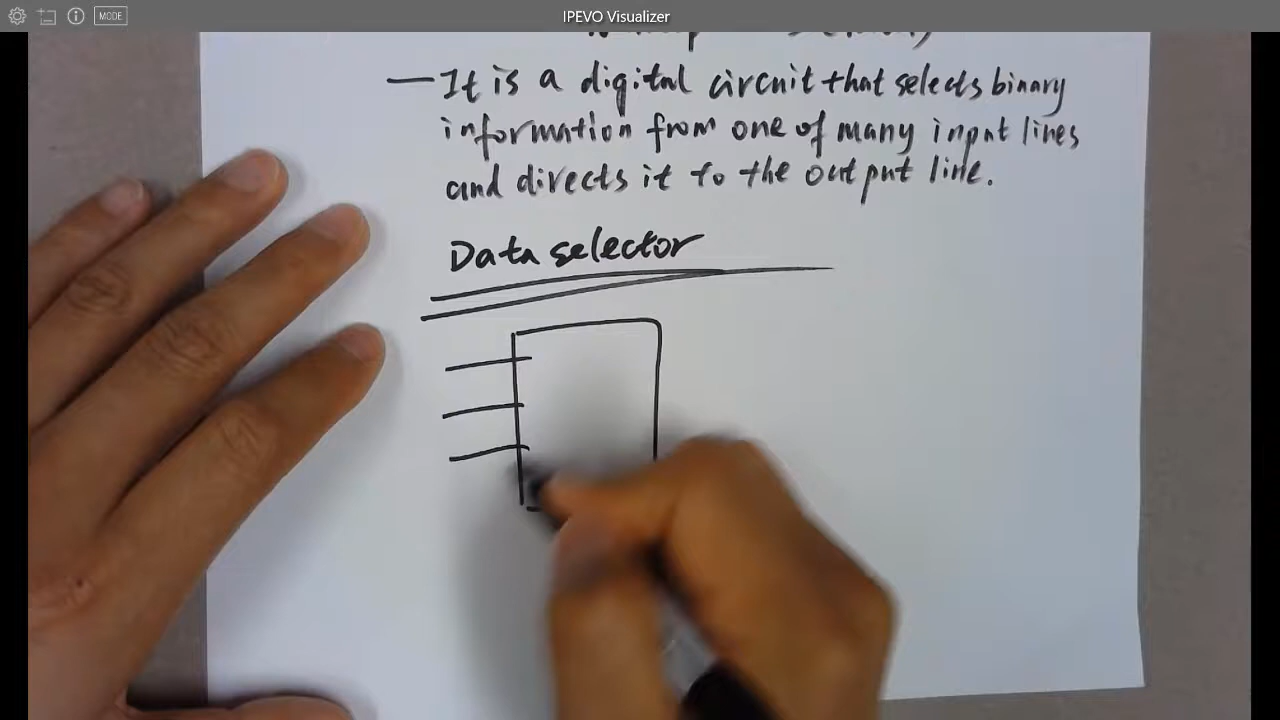 MODE
IPEVO Visualizer
— It is a digital circuit that selects binary
information from one of many input lines
and directs it to the output line.
Data selector